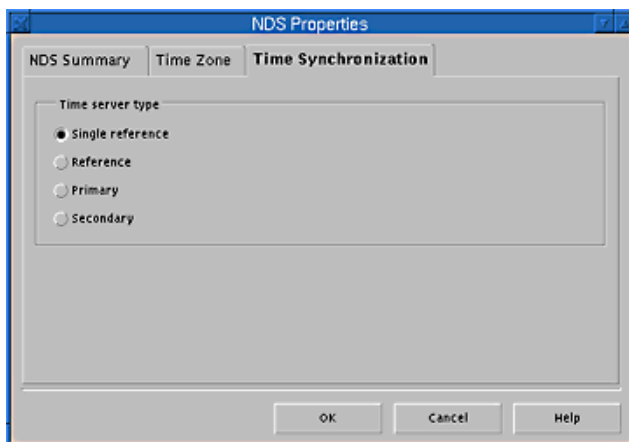 NDS Properties
NDS Summary Time Zone Time Synchronization
Time server type
Single reference
Reference
Primary
Secondary
OK Cancel Help